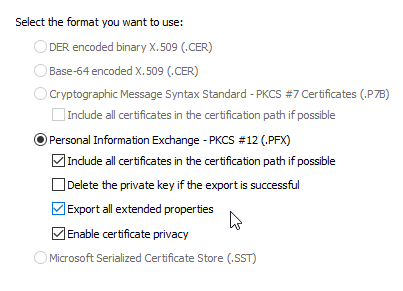 Select the format you want to use:
DER encoded binary X.509 (.CER)
Base-64 encoded X.509 (.CER)
Cryptographic Message Syntax Standard - PKCS #7 Certificates (.P7B)
Include all certificates in the certification path if possible
Personal Information Exchange - PKCS #12 (.PFX)
Include all certificates in the certification path if possible
Delete the private key if the export is successful
Export all extended properties
Enable certificate privacy
Microsoft Serialized Certificate Store (.SST)